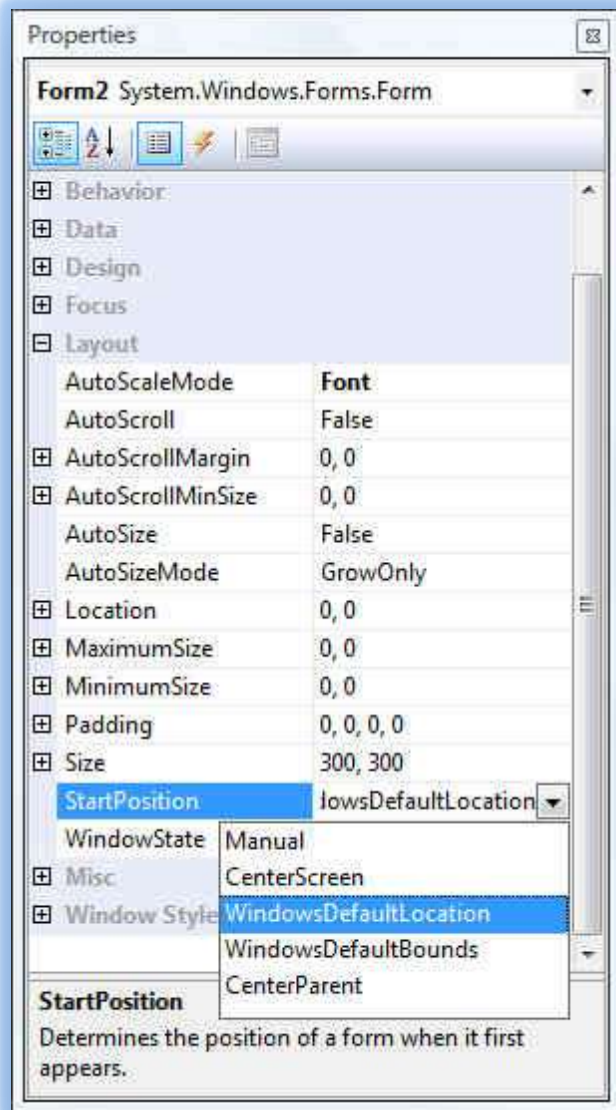 Properties
Form2 System.Windows.Forms.Form
Behavior
Data
Design
Focus
Layout
AutoScaleMode Font
AutoScroll False
AutoScrollMargin 0, 0
AutoScrollMinSize 0, 0
AutoSize False
AutoSizeMode GrowOnly
Location 0, 0
MaximumSize 0, 0
MinimumSize 0, 0
Padding 0, 0, 0, 0
Size 300, 300
StartPosition dowsDefaultLocation
WindowState Manual
Misc CenterScreen
Window Style WindowsDefaultLocation
WindowsDefaultBounds
CenterParent
StartPosition
Determines the position of a form when it first
appears.